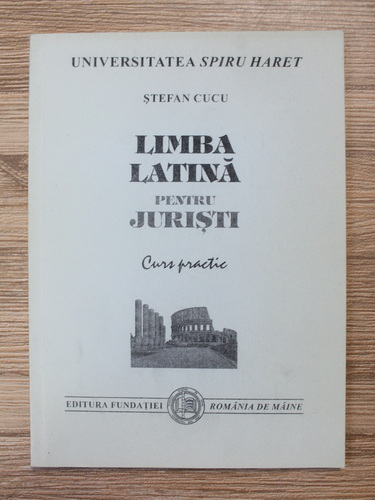 UNIVERSITATEA SPIRU HARET
ŞTEFAN CUCU
LIMBA
LATINĂ
PENTRU
JURIŞTI
Curs practic
EDITURA FUNDAŢIEI ROMÂNIA DE MÂINE